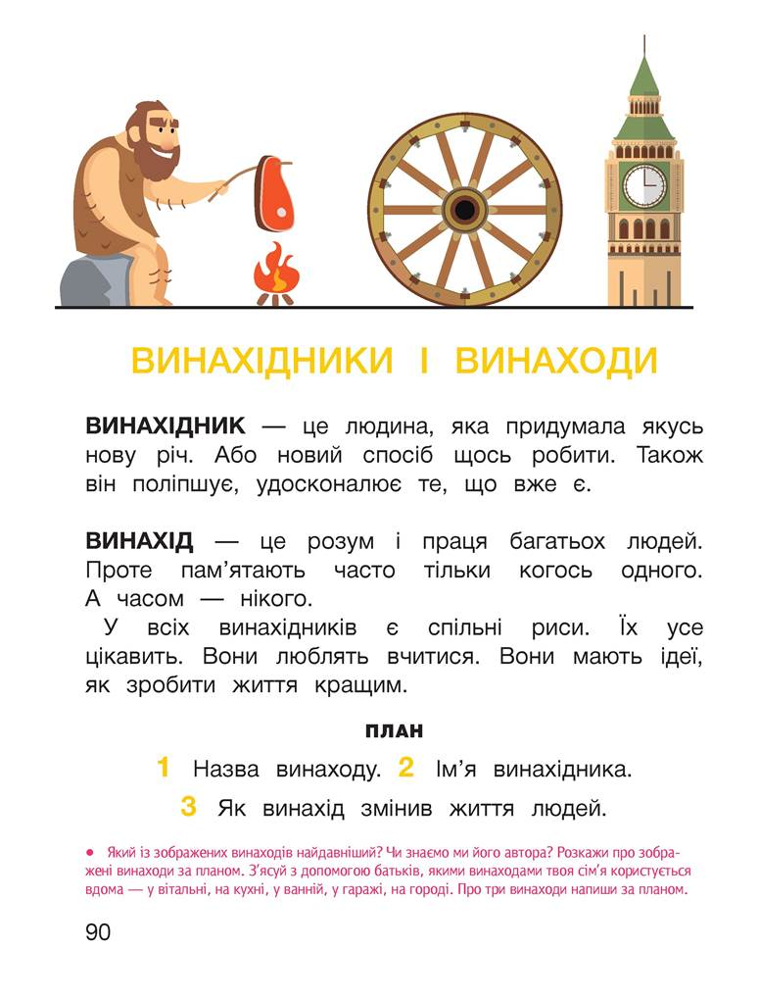 ВИНАХІДНИКИ І ВИНАХОДИ
ВИНАХІДНИК — це людина, яка придумала якусь
нову річ. Або новий спосіб щось робити. Також
він поліпшує, удосконалює те, що вже є.
ВИНАХІД — це розум і праця багатьох людей.
Проте пам’ятають часто тільки когось одного.
А часом — нікого.
У всіх винахідників є спільні риси. Їх усе
цікавить. Вони люблять вчитися. Вони мають ідеї,
як зробити життя кращим.
ПЛАН
1 Назва винаходу. 2 Ім’я винахідника.
3 Як винахід змінив життя людей.
● Який із зображених винаходів найдавніший? Чи знаємо ми його автора? Розкажи про зобра-
жені винаходи за планом. З’ясуй з допомогою батьків, якими винаходами твоя сім’я користується
вдома — у вітальні, на кухні, у ванній, у гаражі, на городі. Про три винаходи напиши за планом.
90